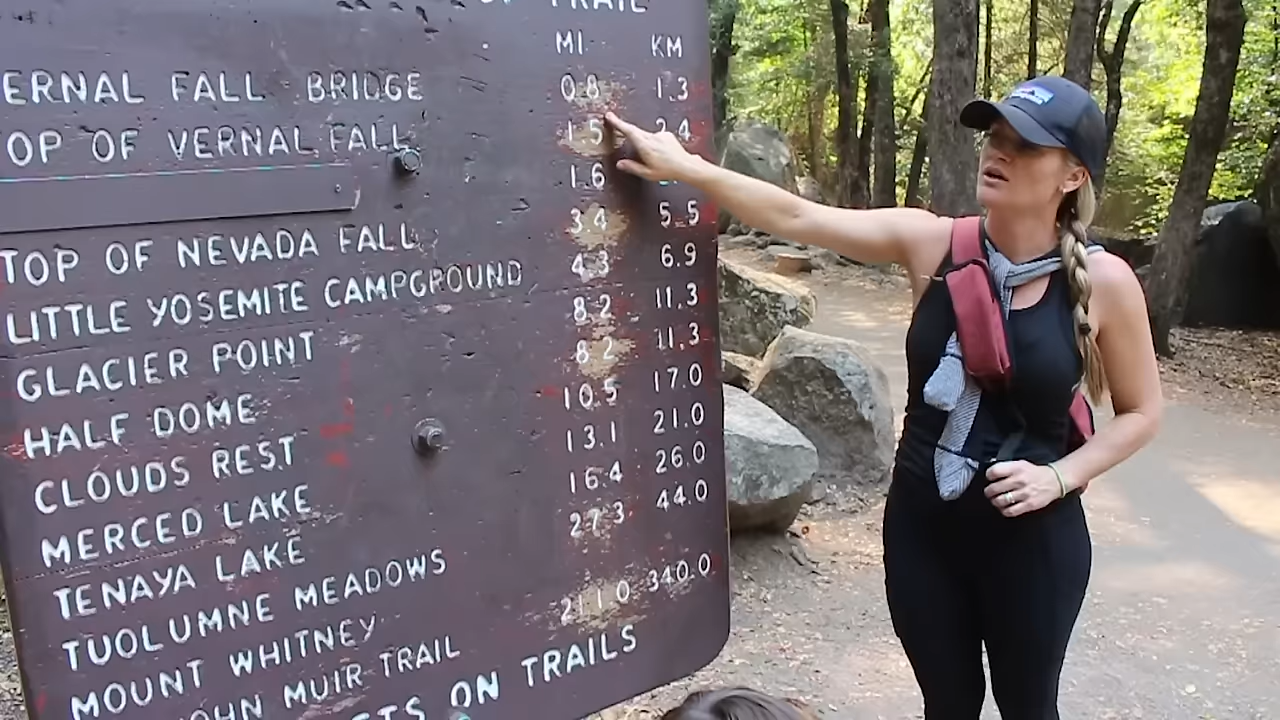 OF TRAIL
MI. KM
ERNAL FALL BRIDGE 0.8 1.3
OP OF VERNAL FALL 1.5 2.4
1.6
TOP OF NEVADA FALL 3.4 5.5
LITTLE YOSEMITE CAMPGROUND 4.3 6.9
GLACIER POINT 8.2 11.3
HALF DOME 8.2 11.3
CLOUDS REST 10.5 17.0
MERCED LAKE 13.1 21.0
TENAYA LAKE 16.4 26.0
TUOLUMNE MEADOWS 27.3 44.0
MOUNT WHITNEY
OHN MUIR TRAIL 211.0 340.0
ETS ON TRAILS